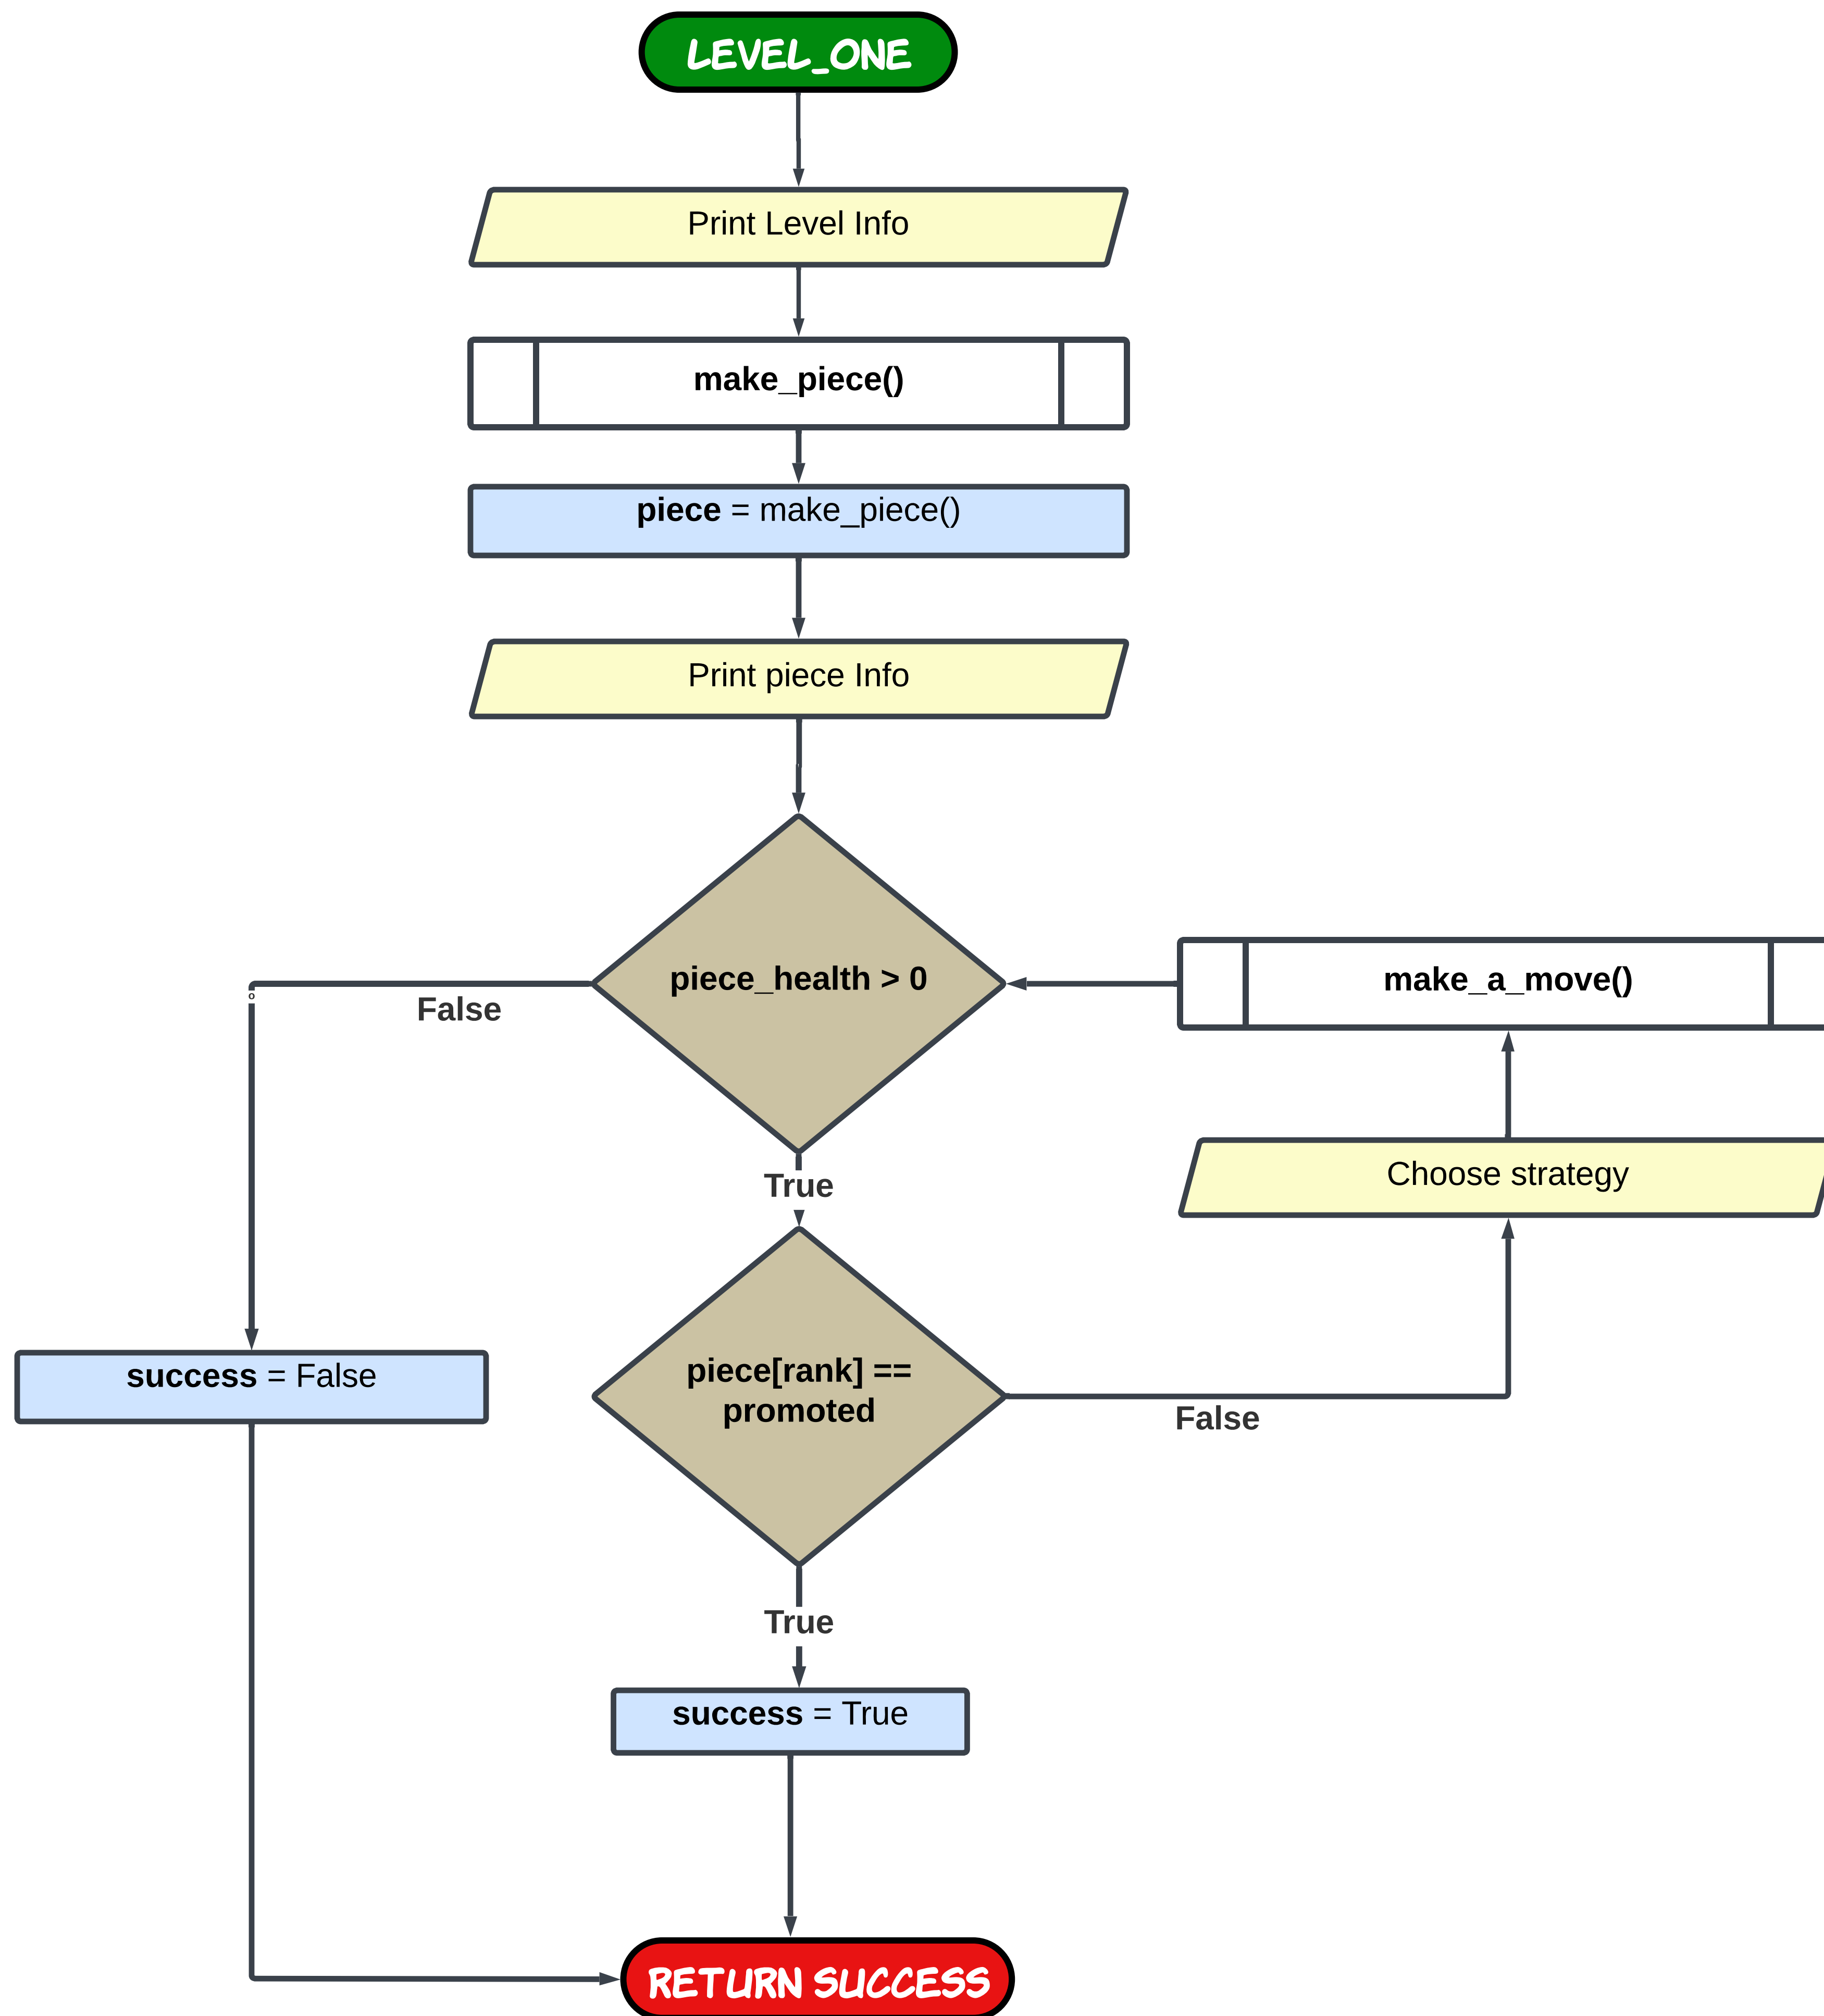 LEVEL_ONE
Print Level Info
make_piece()
piece = make_piece()
Print piece Info
piece_health > 0
make_a_move()
False
Choose strategy
True
piece[rank] ==
promoted
success = False
False
True
success = True
RETURN SUCCESS